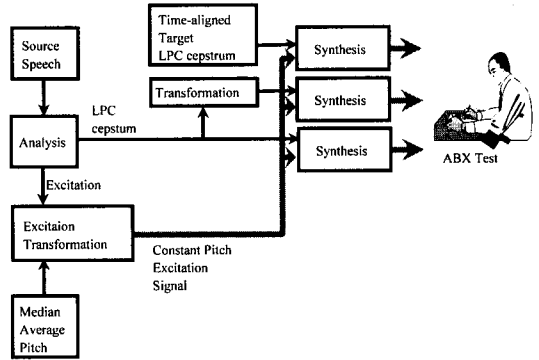 Source
Speech
Time-aligned
Target
LPC cepstrum
Synthesis
LPC
cepstum
Transformation
Synthesis
Analysis
Synthesis
ABX Test
Excitation
Excitaion
Transformation
Constant Pitch
Excitation
Signal
Median
Average
Pitch